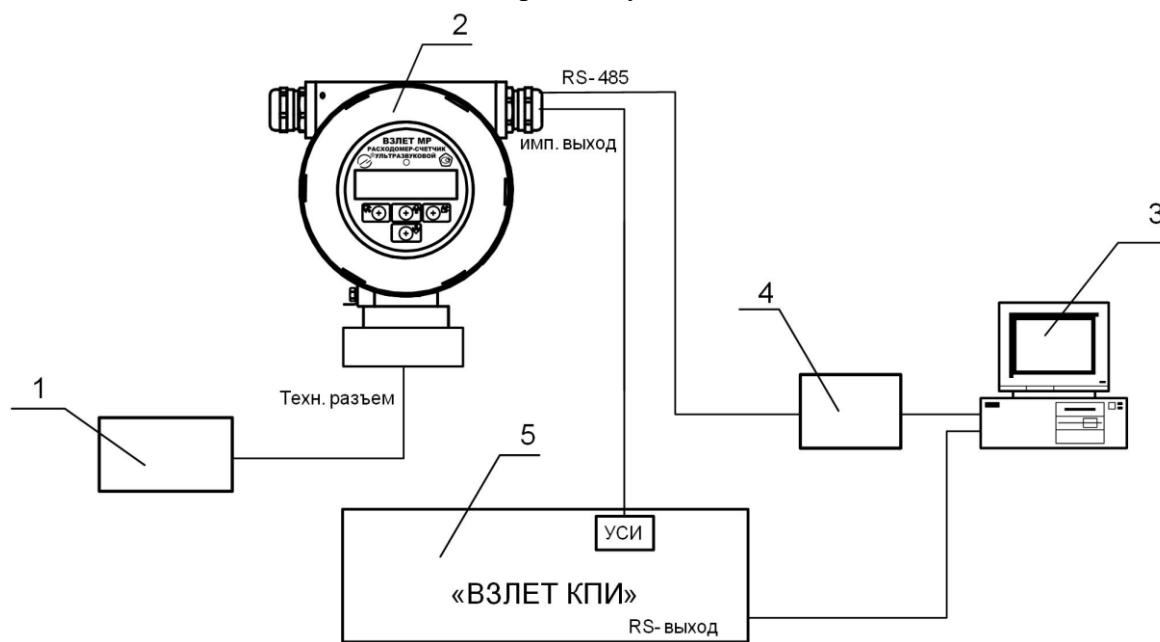 2
RS-485
ВЗЛЕТ МР
РАСХОДОМЕР-СЧЕТЧИК
УЛЬТРАЗВУКОВОЙ
имп. выход
3
4
1
Техн. разъем
5
УСИ
«ВЗЛЕТ КПИ»
RS- выход